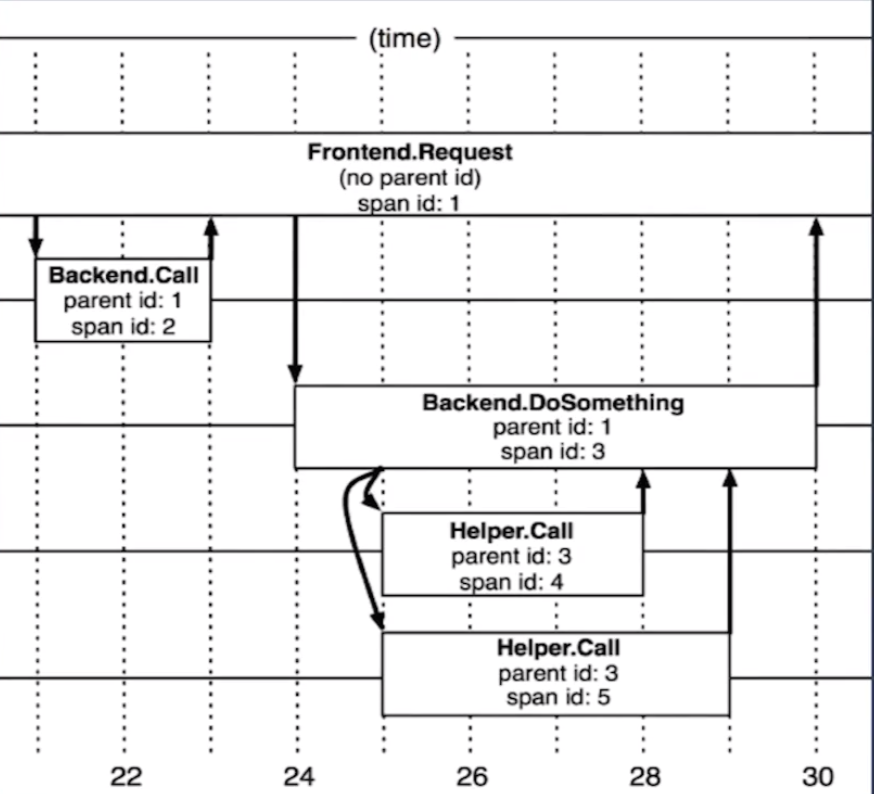 (time)
Frontend.Request
(no parent id)
span id: 1
Backend.Call
parent id: 1
span id: 2
Backend.DoSomething
parent id: 1
span id: 3
Helper.Call
parent id: 3
span id: 4
Helper.Call
parent id: 3
span id: 5
22 24 26 28 30